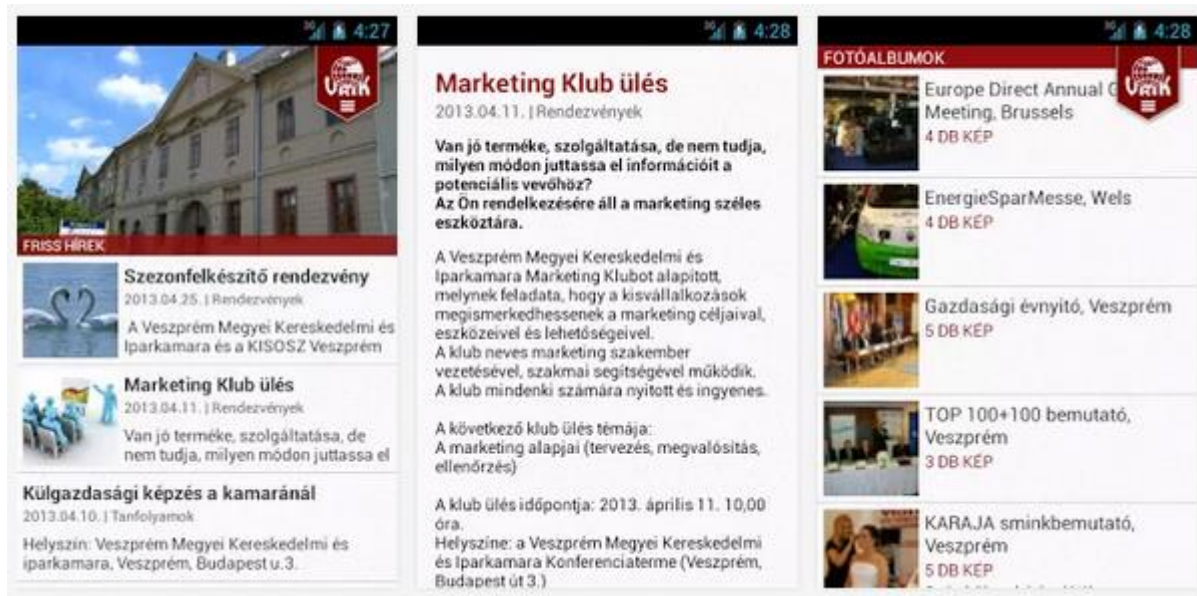 3G 4:27
VKIK
FRISS HÍREK
Szezonfelkészítő rendezvény
2013.04.25. | Rendezvények
A Veszprém Megyei Kereskedelmi és
Iparkamara és a KISOSZ Veszprém
Marketing Klub ülés
2013.04.11. | Rendezvények
Van jó terméke, szolgáltatása, de
nem tudja, milyen módon juttassa el
Külgazdasági képzés a kamaránál
2013.04.10. | Tanfolyamok
Helyszín: Veszprém Megyei Kereskedelmi és
iparkamara, Veszprém, Budapest u. 3.
3G 4:28
Marketing Klub ülés
2013.04.11. | Rendezvények
Van jó terméke, szolgáltatása, de nem tudja,
milyen módon juttassa el információit a
potenciális vevőhöz?
Az Ön rendelkezésére áll a marketing széles
eszköztára.
A Veszprém Megyei Kereskedelmi és
Iparkamara Marketing Klubot alapított,
melynek feladata, hogy a kisvállalkozások
megismerkedhessenek a marketing céljaival,
eszközeivel és lehetőségeivel.
A klub neves marketing szakember
vezetésével, szakmai segítségével működik.
A klub mindenki számára nyitott és ingyenes.
A következő klub ülés témája:
A marketing alapjai (tervezés, megvalósítás,
ellenőrzés)
A klub ülés időpontja: 2013. április 11. 10,00
óra.
Helyszíne: a Veszprém Megyei Kereskedelmi
és Iparkamara Konferenciaterme (Veszprém,
Budapest út 3.)
3G 4:28
FOTÓALBUMOK
VKIK
Europe Direct Annual
Meeting, Brussels
4 DB KÉP
EnergieSparMesse, Wels
4 DB KÉP
Gazdasági évnyitó, Veszprém
5 DB KÉP
TOP 100+100 bemutató,
Veszprém
3 DB KÉP
KARAJA sminkbemutató,
Veszprém
5 DB KÉP